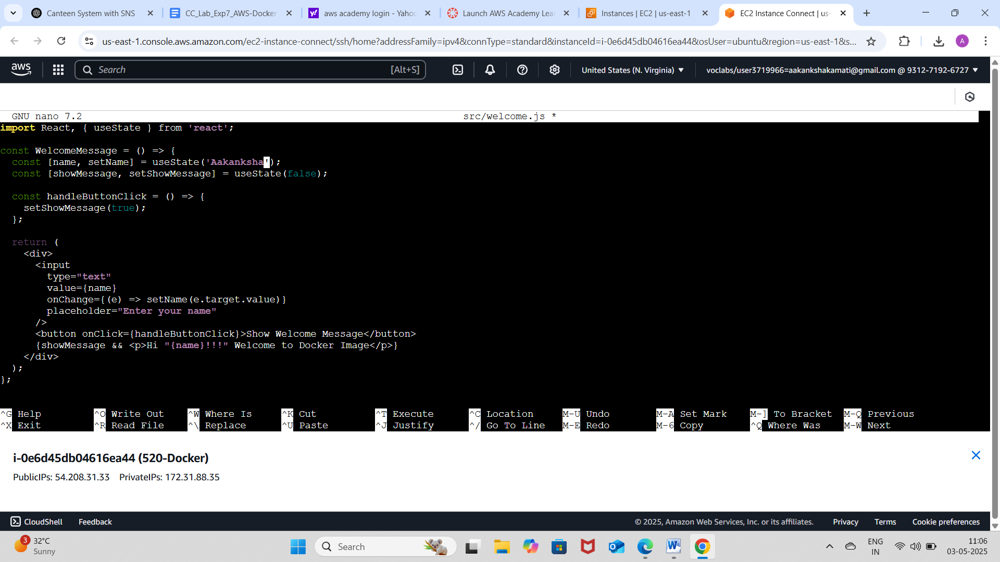 Canteen System with SNS
CC_Lab_Exp7_AWS-Docker
aws academy login - Yahoo
Launch AWS Academy Lea
Instances | EC2 | us-east-1
EC2 Instance Connect | us-
us-east-1.console.aws.amazon.com/ec2-instance-connect/ssh/home?addressFamily=ipv4&connType=standard&instanceId=i-0e6d45db04616ea44&osUser=ubuntu&region=us-east-1&s...
A
aws
Search [Alt+S]
United States (N. Virginia)
voclabs/user3719966=aakankshakamati@gmail.com @ 9312-7192-6727
GNU nano 7.2 src/welcome.js *
import React, { useState } from 'react';
const WelcomeMessage = () => {
const [name, setName] = useState('Aakanksha');
const [showMessage, setShowMessage] = useState(false);
const handleButtonClick = () => {
setShowMessage(true);
};
return (
<div>
<input
type="text"
value={name}
onChange={(e) => setName(e.target.value)}
placeholder="Enter your name"
/>
<button onClick={handleButtonClick}>Show Welcome Message</button>
{showMessage && <p>Hi "{name}!!!" Welcome to Docker Image</p>}
</div>
);
};
^G Help ^O Write Out ^W Where Is ^K Cut ^T Execute ^C Location M-U Undo M-A Set Mark M-] To Bracket M-Q Previous
^X Exit ^R Read File ^\ Replace ^U Paste ^J Justify ^/ Go To Line M-E Redo M-6 Copy ^Q Where Was M-W Next
i-0e6d45db04616ea44 (520-Docker)
PublicIPs: 54.208.31.33 PrivateIPs: 172.31.88.35
CloudShell Feedback © 2025, Amazon Web Services, Inc. or its affiliates. Privacy Terms Cookie preferences
3
32°C
Sunny
Search
ENG
IN
11:06
03-05-2025